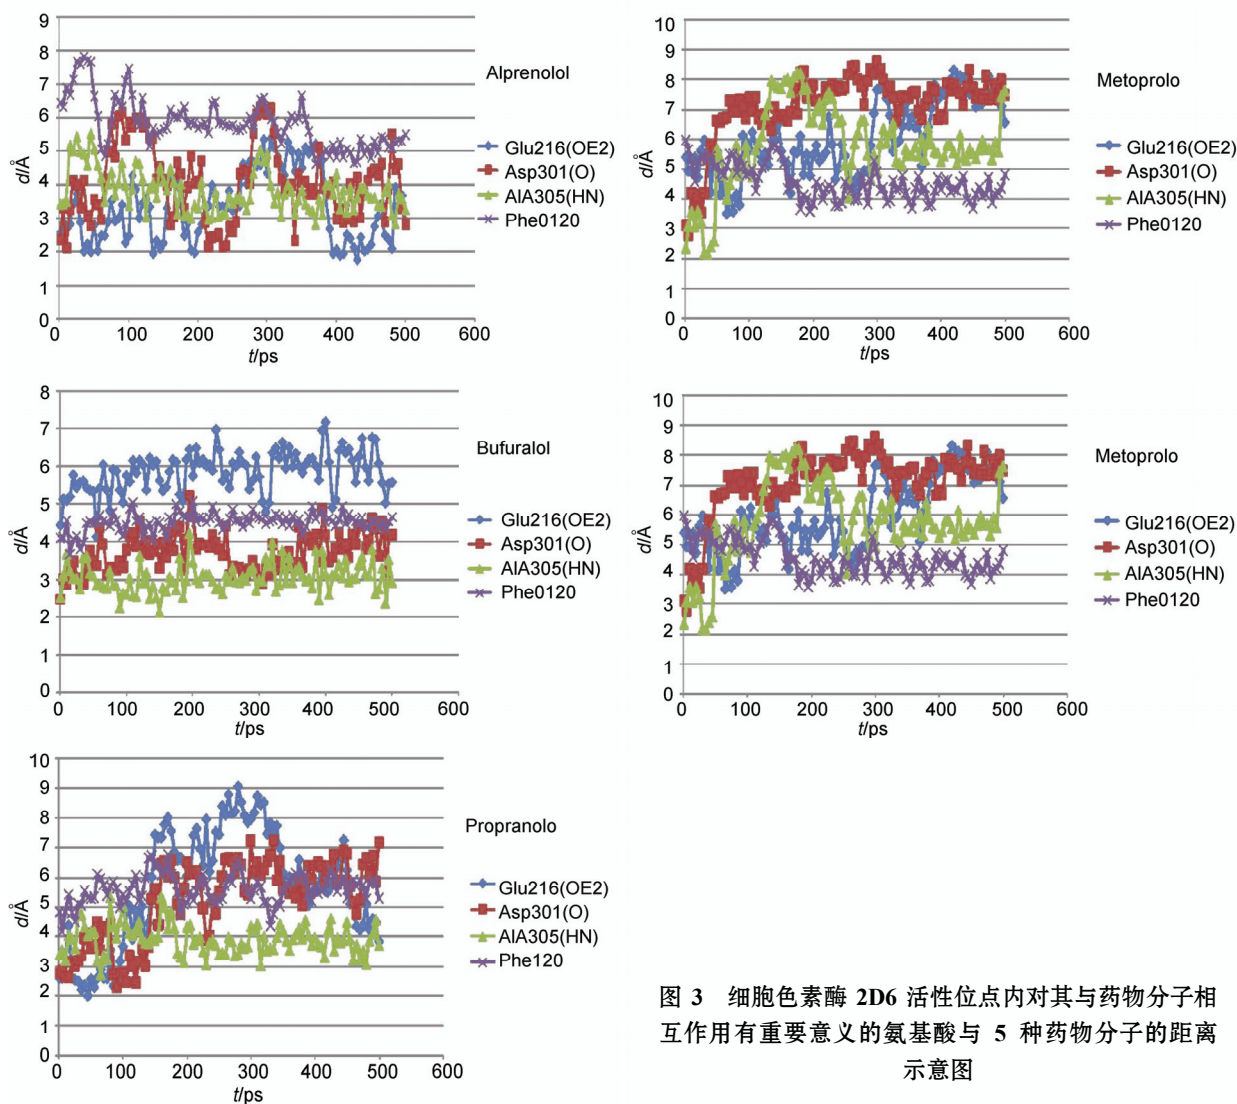 9
8
7
6
5
4
3
2
1
0
d/Å
0
100
200
300
400
500
600
t/ps
Alprenolol
Glu216(OE2)
Asp301(O)
AlA305(HN)
Phe0120
10
9
8
7
6
5
4
3
2
1
0
d/Å
0
100
200
300
400
500
600
t/ps
Metoprolo
Glu216(OE2)
Asp301(O)
AlA305(HN)
Phe0120
8
7
6
5
4
3
2
1
0
d/Å
0
100
200
300
400
500
600
t/ps
Bufuralol
Glu216(OE2)
Asp301(O)
AlA305(HN)
Phe0120
10
9
8
7
6
5
4
3
2
1
0
d/Å
0
100
200
300
400
500
600
t/ps
Metoprolo
Glu216(OE2)
Asp301(O)
AlA305(HN)
Phe0120
10
9
8
7
6
5
4
3
2
1
0
d/Å
0
100
200
300
400
500
600
t/ps
Propranolo
Glu216(OE2)
Asp301(O)
AlA305(HN)
Phe120
图 3 细胞色素酶 2D6 活性位点内对其与药物分子相
互作用有重要意义的氨基酸与 5 种药物分子的距离
示意图